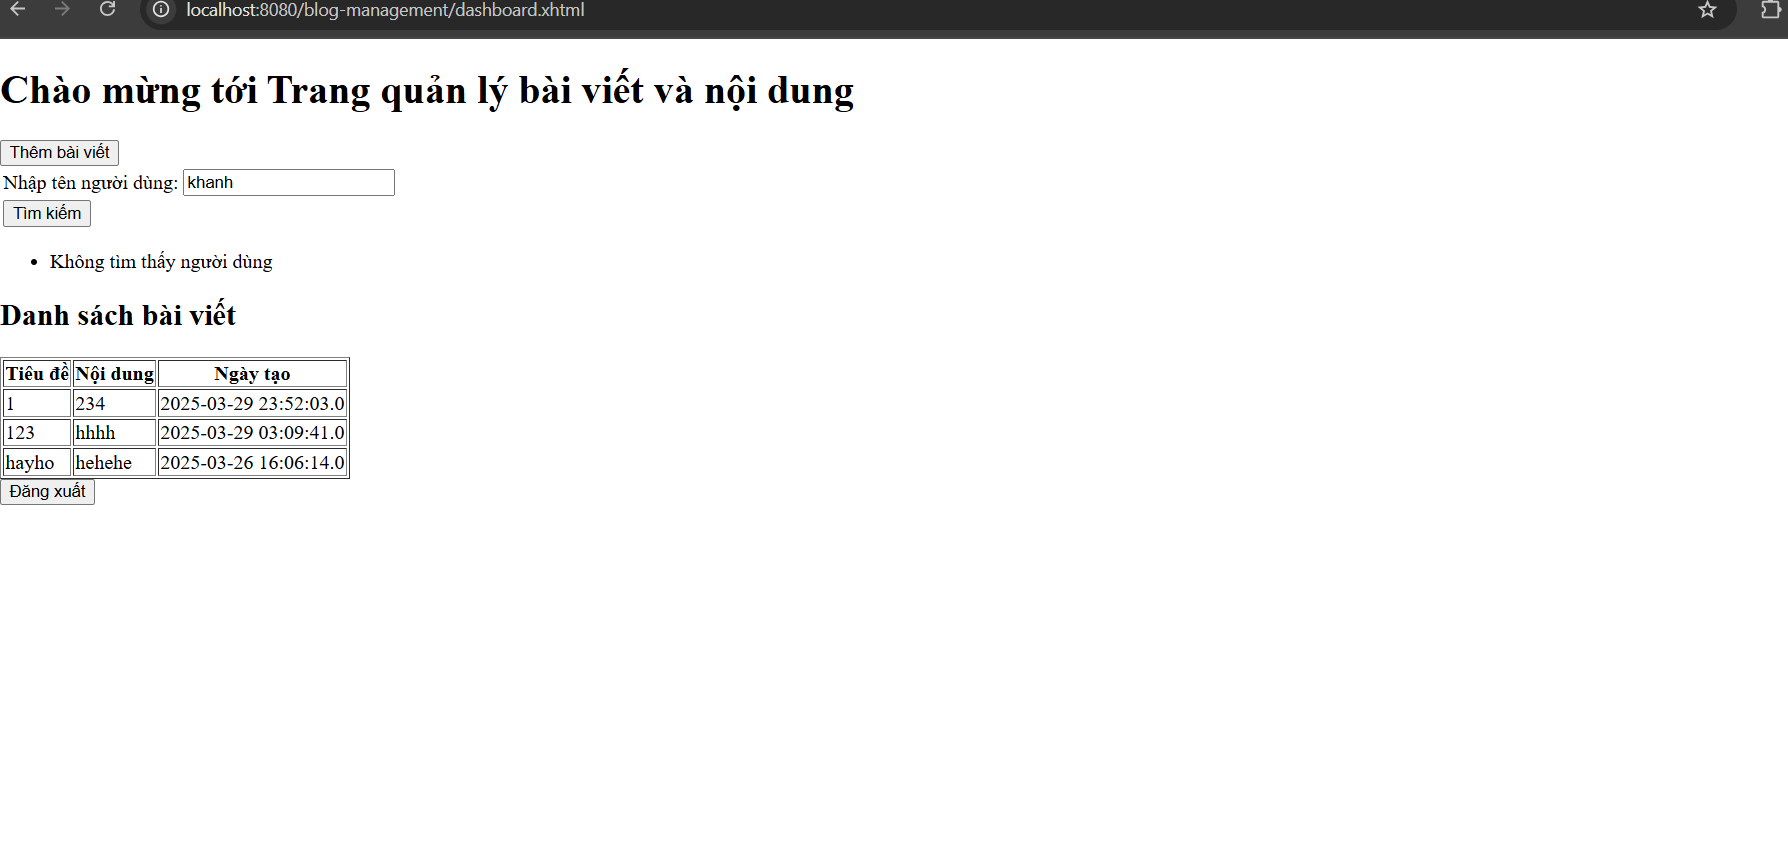 localhost:8080/blog-management/dashboard.xhtml
Chào mừng tới Trang quản lý bài viết và nội dung
Thêm bài viết
Nhập tên người dùng: khanh
Tìm kiếm
• Không tìm thấy người dùng
Danh sách bài viết
Tiêu đề Nội dung Ngày tạo
1 234 2025-03-29 23:52:03.0
123 hhhh 2025-03-29 03:09:41.0
hayho hehehe 2025-03-26 16:06:14.0
Đăng xuất